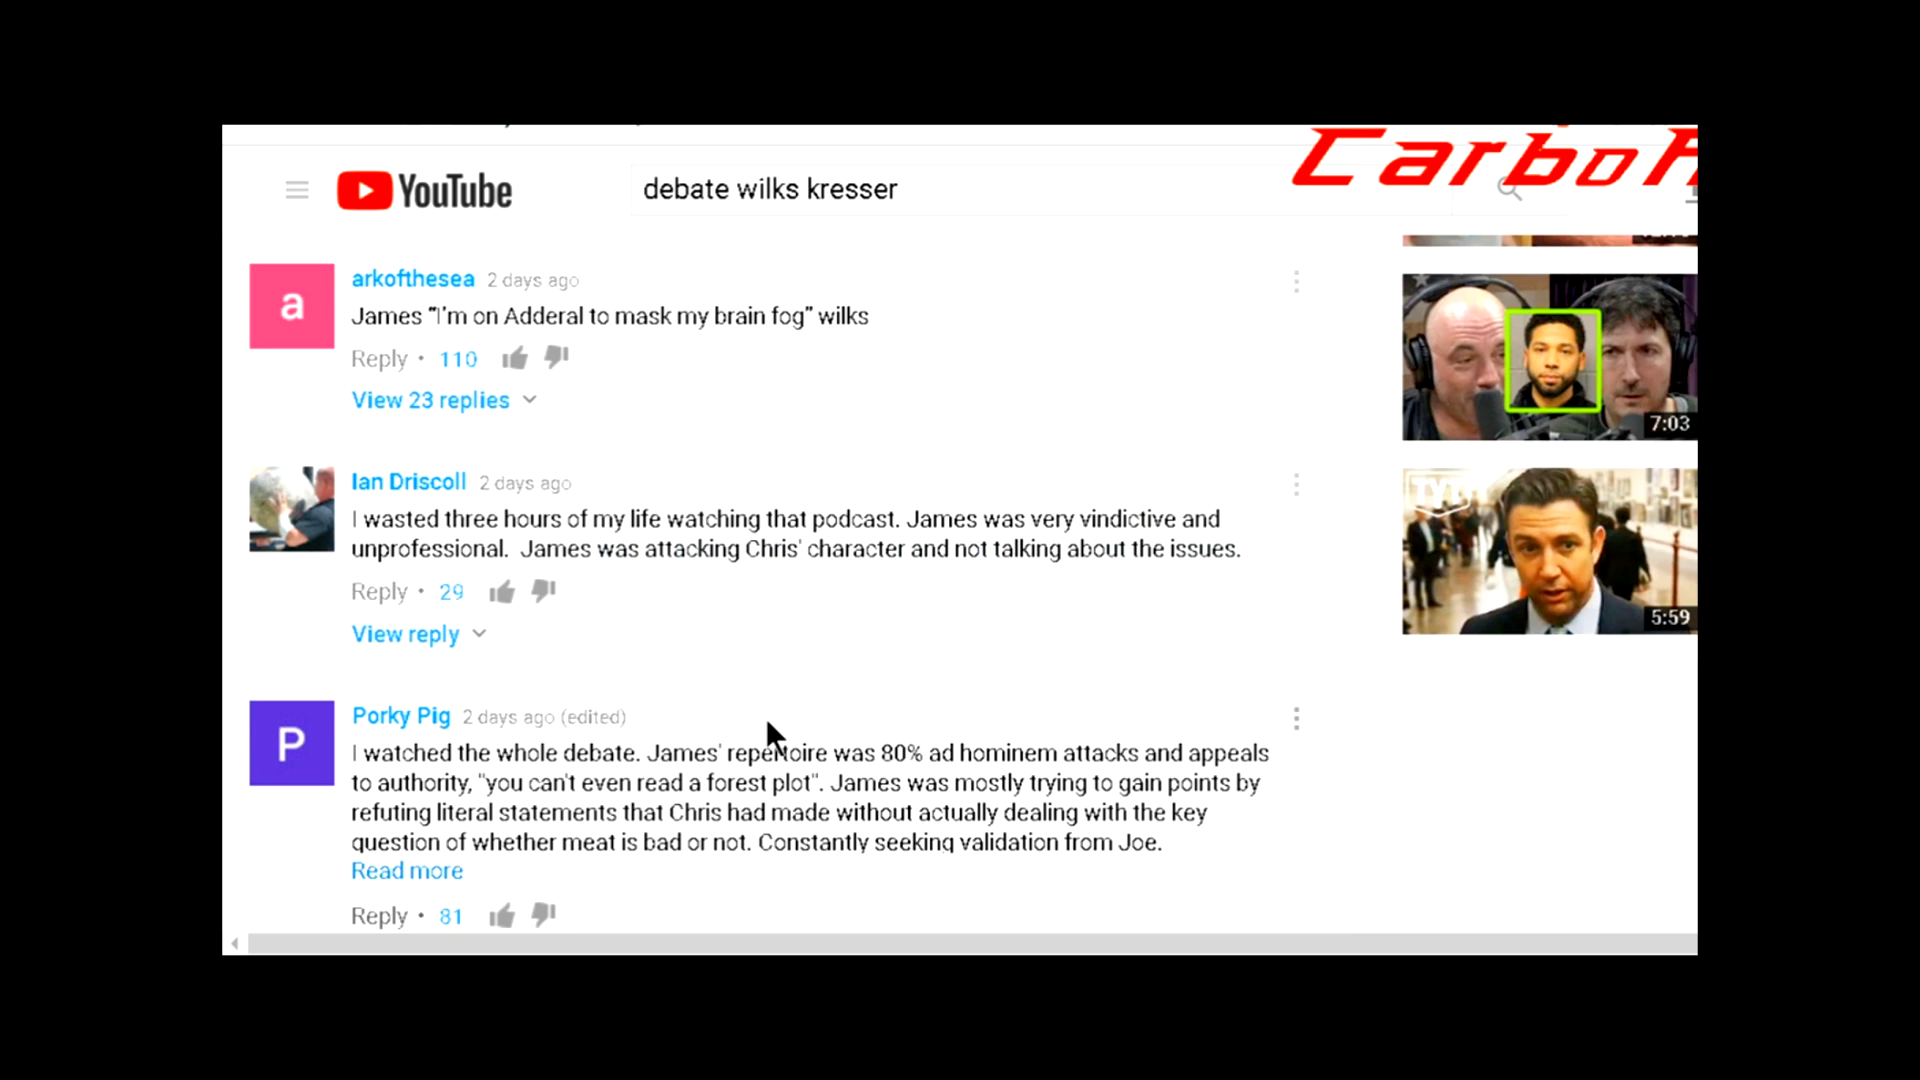 CarboH
YouTube
debate wilks kresser
a
arkofthesea 2 days ago
James “I'm on Adderal to mask my brain fog” wilks
Reply • 110
View 23 replies
7:03
Ian Driscoll 2 days ago
I wasted three hours of my life watching that podcast. James was very vindictive and
unprofessional. James was attacking Chris' character and not talking about the issues.
Reply • 29
View reply
TYT
5:59
P
Porky Pig 2 days ago (edited)
I watched the whole debate. James' repertoire was 80% ad hominem attacks and appeals
to authority, "you can't even read a forest plot". James was mostly trying to gain points by
refuting literal statements that Chris had made without actually dealing with the key
question of whether meat is bad or not. Constantly seeking validation from Joe.
Read more
Reply • 81